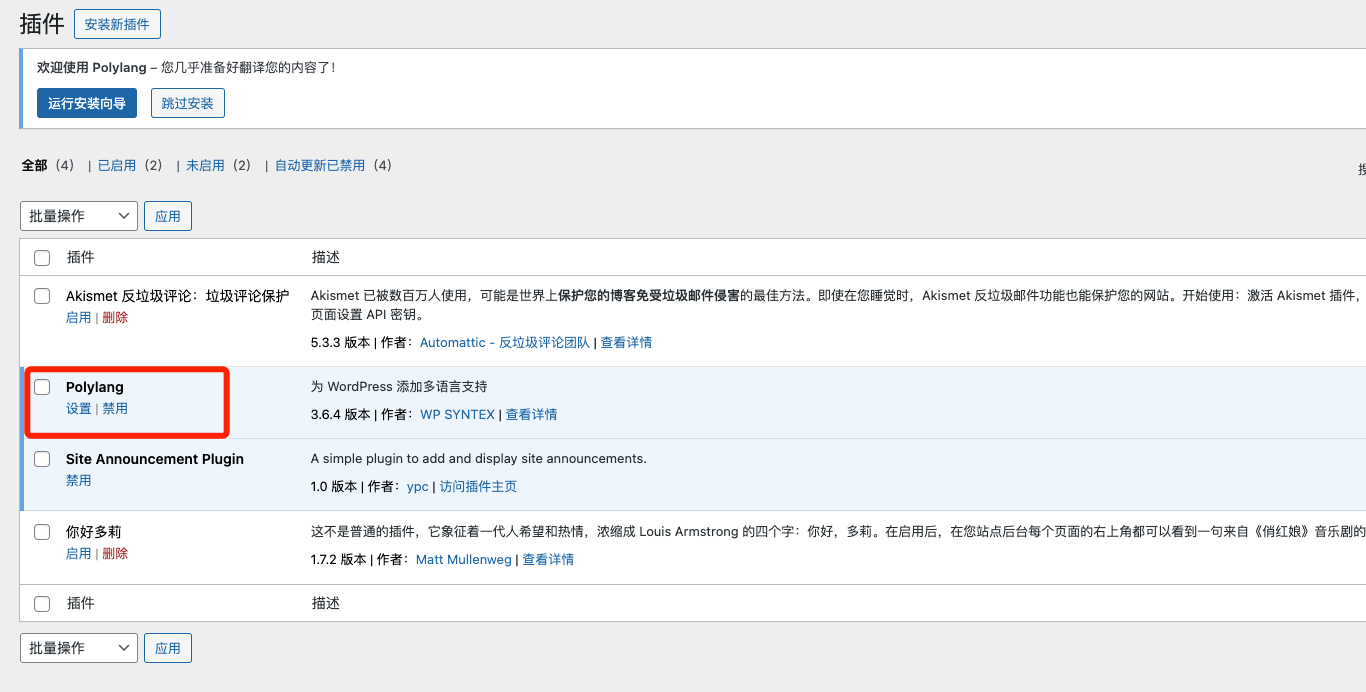 插件 安装新插件
欢迎使用 Polylang – 您几乎准备好翻译您的内容了！
运行安装向导 跳过安装
全部 (4) | 已启用 (2) | 未启用 (2) | 自动更新已禁用 (4)
批量操作 应用
插件 描述
Akismet 反垃圾评论：垃圾评论保护 Akismet 已被数百万人使用，可能是世界上保护您的博客免受垃圾邮件侵害的最佳方法。即使在您睡觉时，Akismet 反垃圾邮件功能也能保护您的网站。开始使用：激活 Akismet 插件，
启用 | 删除 页面设置 API 密钥。
5.3.3 版本 | 作者： Automattic - 反垃圾评论团队 | 查看详情
Polylang 为 WordPress 添加多语言支持
设置 | 禁用 3.6.4 版本 | 作者： WP SYNTEX | 查看详情
Site Announcement Plugin A simple plugin to add and display site announcements.
禁用 1.0 版本 | 作者： ypc | 访问插件主页
你好多莉 这不是普通的插件，它象征着一代人希望和热情，浓缩成 Louis Armstrong 的四个字：你好，多莉。在启用后，在您站点后台每个页面的右上角都可以看到一句来自《俏红娘》音乐剧的
启用 | 删除 1.7.2 版本 | 作者： Matt Mullenweg | 查看详情
插件 描述
批量操作 应用